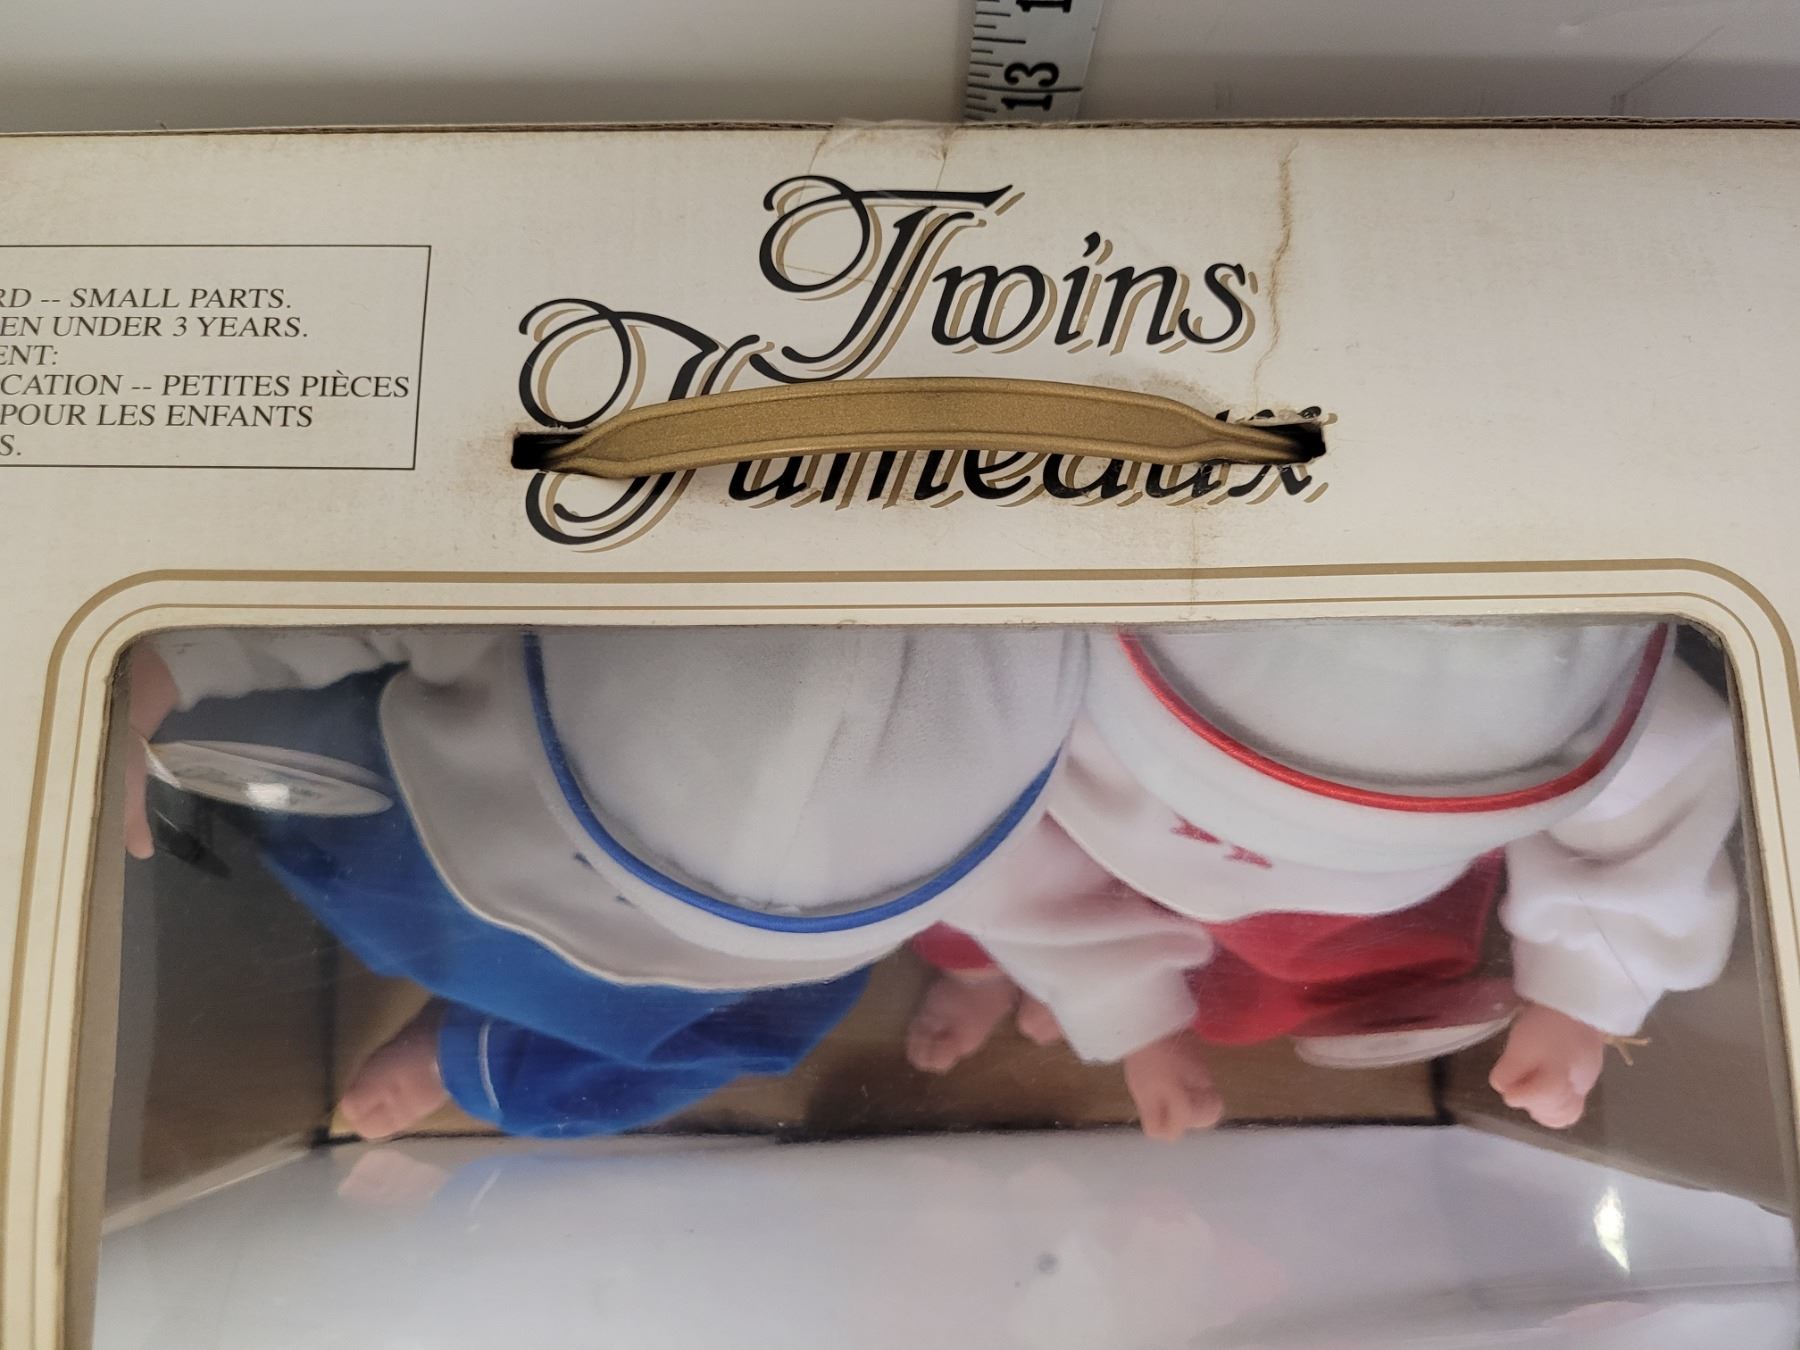 13
Twins
Jumeaux
RD -- SMALL PARTS.
EN UNDER 3 YEARS.
ENT:
CATION -- PETITES PIÈCES
POUR LES ENFANTS
S.